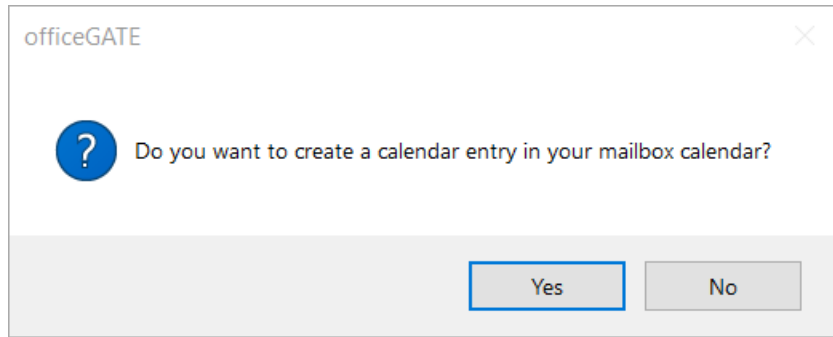 officeGATE
?
Do you want to create a calendar entry in your mailbox calendar?
Yes
No